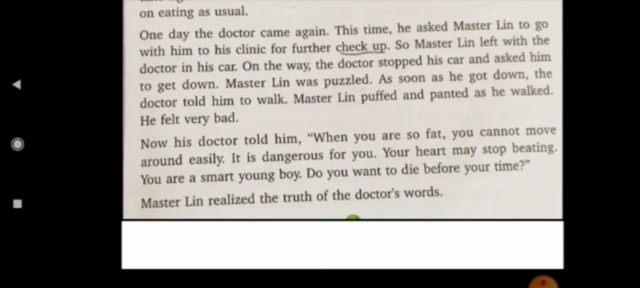 on eating as usual.
One day the doctor came again. This time, he asked Master Lin to go
with him to his clinic for further check up. So Master Lin left with the
doctor in his car. On the way, the doctor stopped his car and asked him
to get down. Master Lin was puzzled. As soon as he got down, the
doctor told him to walk. Master Lin puffed and panted as he walked.
He felt very bad.
Now his doctor told him, “When you are so fat, you cannot move
around easily. It is dangerous for you. Your heart may stop beating.
You are a smart young boy. Do you want to die before your time?”
Master Lin realized the truth of the doctor's words.